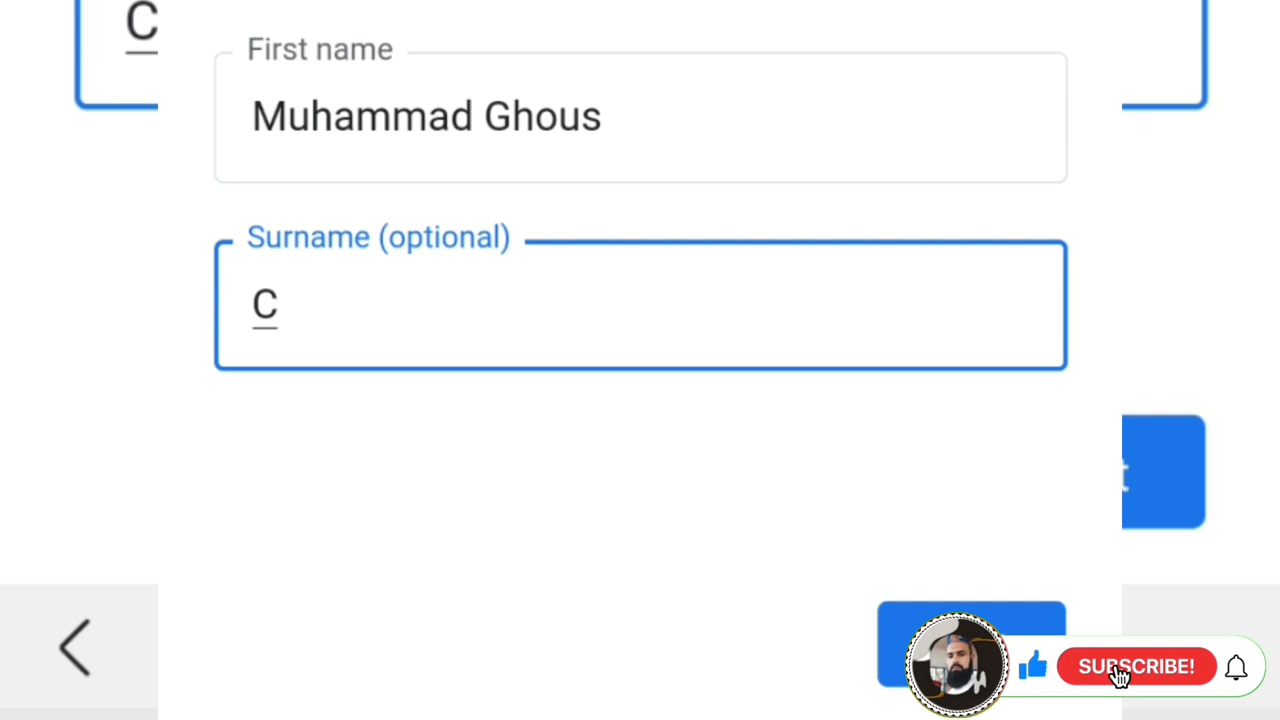 C
First name
Muhammad Ghous
Surname (optional)
C
t
SUBSCRIBE!